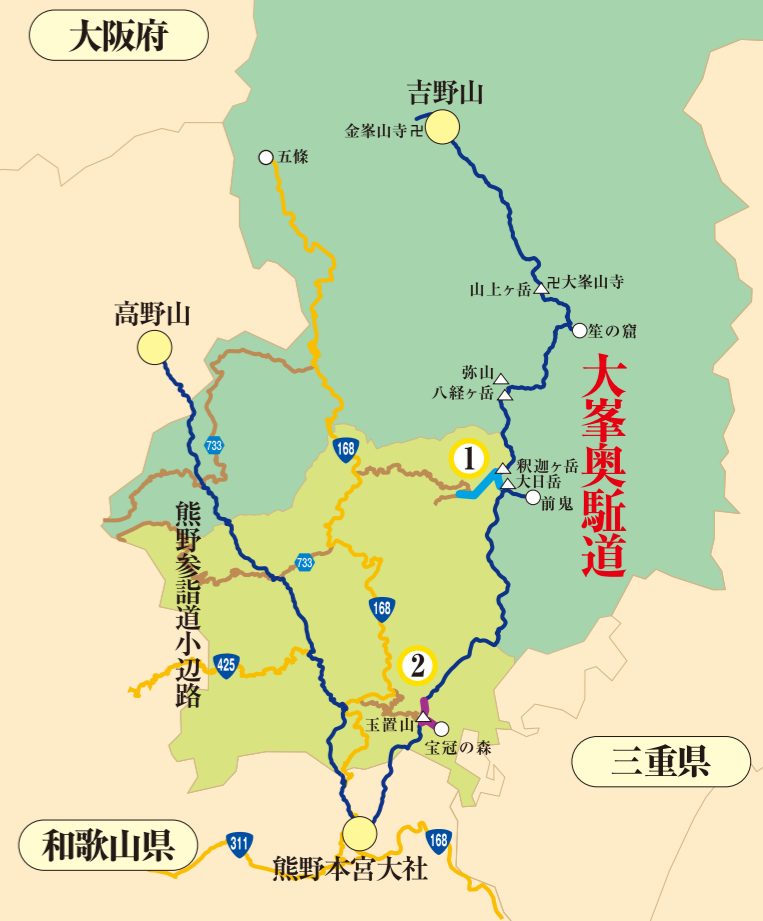 大阪府
吉野山
金峯山寺卍
五條
山上ヶ岳
卍大峯山寺
高野山
笙の窟
弥山
八経ヶ岳
大峯奥駈道
733
168
1
釈迦ヶ岳
大日岳
前鬼
熊野参詣道小辺路
733
168
425
2
玉置山
宝冠の森
三重県
和歌山県
311
168
熊野本宮大社